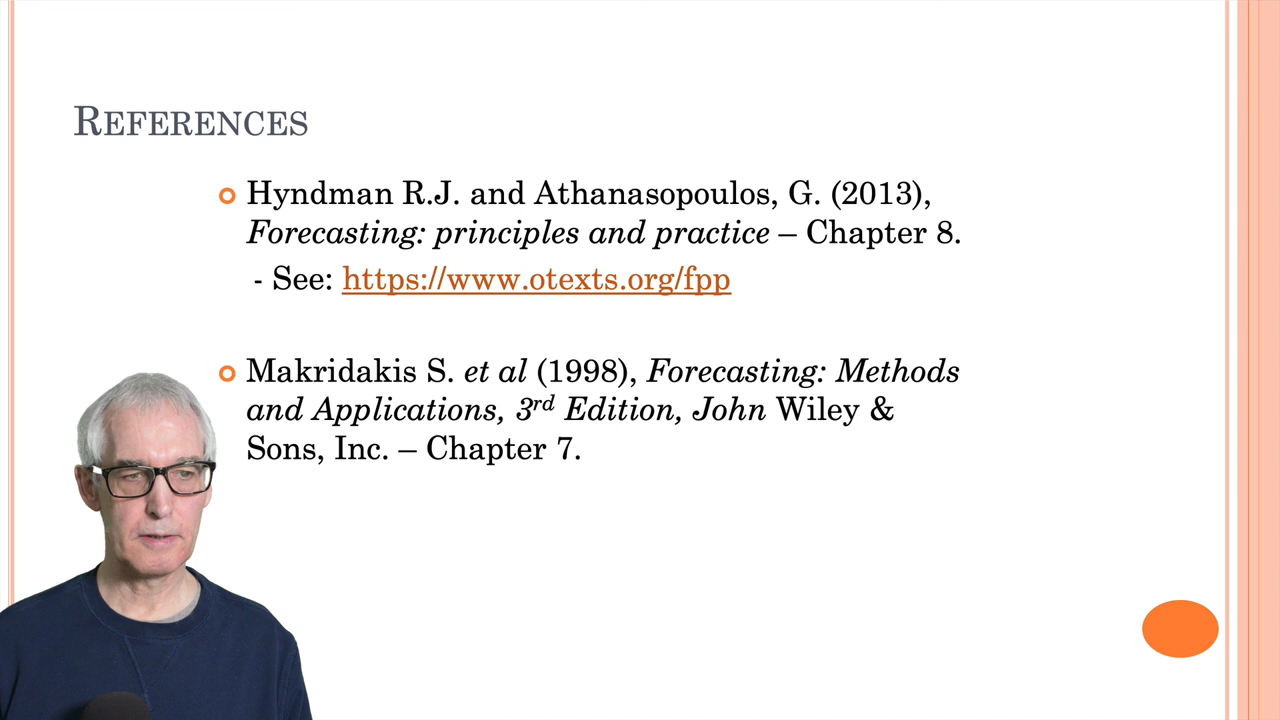 REFERENCES
Hyndman R.J. and Athanasopoulos, G. (2013),
Forecasting: principles and practice – Chapter 8.
- See: https://www.otexts.org/fpp
Makridakis S. et al (1998), Forecasting: Methods
and Applications, 3rd Edition, John Wiley &
Sons, Inc. – Chapter 7.